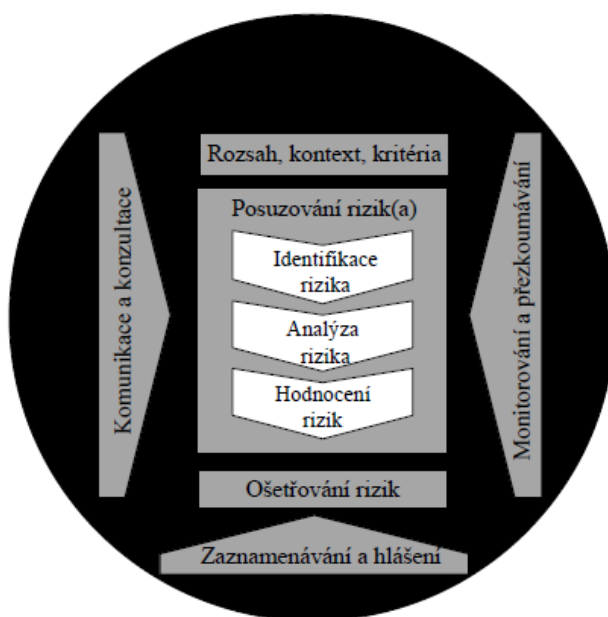 Rozsah, kontext, kritéria
Posuzování rizik(a)
Identifikace
rizika
Analýza
rizika
Hodnocení
rizik
Ošetřování rizik
Zaznamenávání a hlášení
Komunikace a konzultace
Monitorování a přezkoumávání